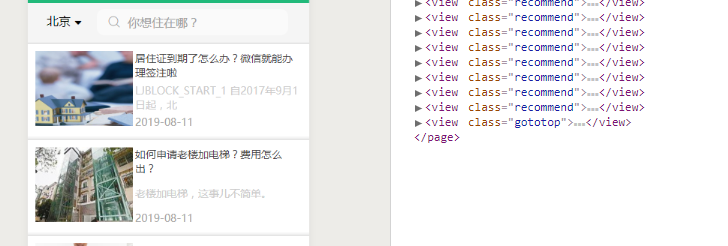 北京
你想住在哪？
居住证到期了怎么办？微信就能办
理签注啦
LJBLOCK_START_1 自2017年9月1
日起，北
2019-08-11
如何申请老楼加电梯？费用怎么
出？
老楼加电梯，这事儿不简单。
2019-08-11
<view class="recommend">…</view>
<view class="recommend">…</view>
<view class="recommend">…</view>
<view class="recommend">…</view>
<view class="recommend">…</view>
<view class="recommend">…</view>
<view class="recommend">…</view>
<view class="recommend">…</view>
<view class="gototop">…</view>
</page>